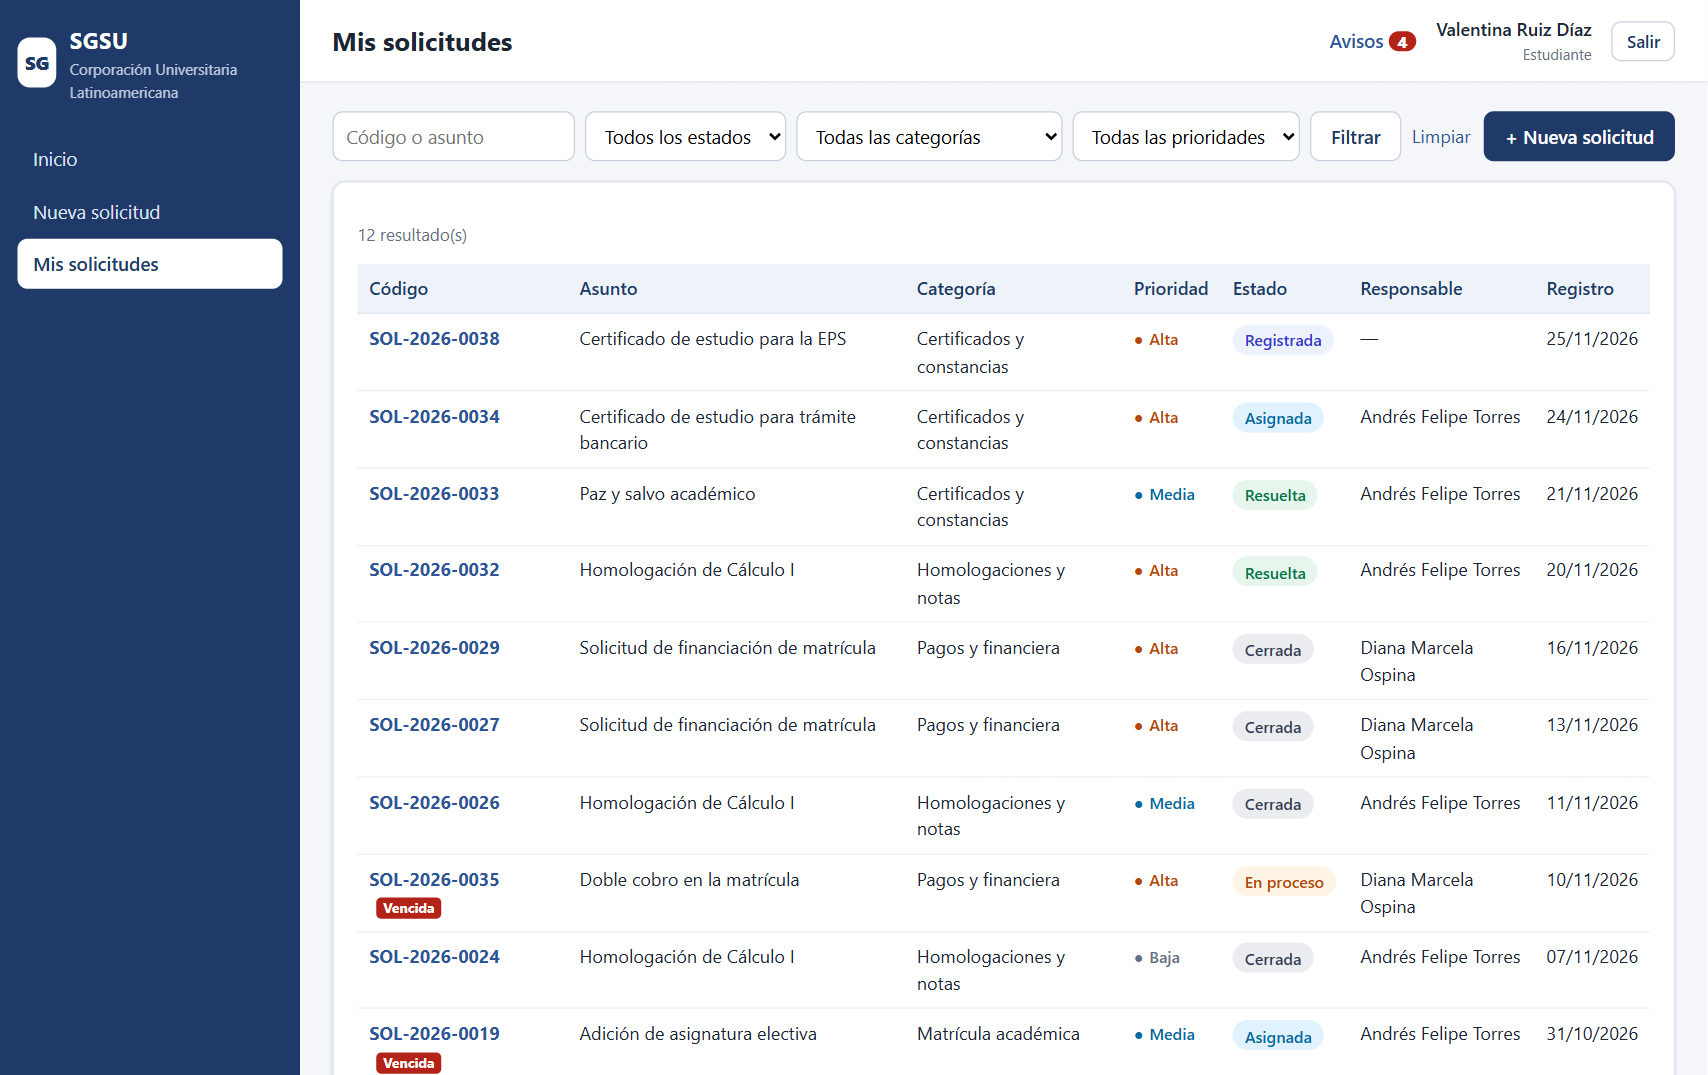 SG
SGSU
Corporación Universitaria
Latinoamericana
Inicio
Nueva solicitud
Mis solicitudes
Mis solicitudes
Avisos 4
Valentina Ruiz Díaz
Estudiante
Salir
Código o asunto
Todos los estados
Todas las categorías
Todas las prioridades
Filtrar
Limpiar
+ Nueva solicitud
12 resultado(s)
Código Asunto Categoría Prioridad Estado Responsable Registro
SOL-2026-0038 Certificado de estudio para la EPS Certificados y • Alta Registrada — 25/11/2026
constancias
SOL-2026-0034 Certificado de estudio para trámite Certificados y • Alta Asignada Andrés Felipe Torres 24/11/2026
bancario constancias
SOL-2026-0033 Paz y salvo académico Certificados y • Media Resuelta Andrés Felipe Torres 21/11/2026
constancias
SOL-2026-0032 Homologación de Cálculo I Homologaciones y • Alta Resuelta Andrés Felipe Torres 20/11/2026
notas
SOL-2026-0029 Solicitud de financiación de matrícula Pagos y financiera • Alta Cerrada Diana Marcela 16/11/2026
Ospina
SOL-2026-0027 Solicitud de financiación de matrícula Pagos y financiera • Alta Cerrada Diana Marcela 13/11/2026
Ospina
SOL-2026-0026 Homologación de Cálculo I Homologaciones y • Media Cerrada Andrés Felipe Torres 11/11/2026
notas
SOL-2026-0035 Doble cobro en la matrícula Pagos y financiera • Alta En proceso Diana Marcela 10/11/2026
Vencida Ospina
SOL-2026-0024 Homologación de Cálculo I Homologaciones y • Baja Cerrada Andrés Felipe Torres 07/11/2026
notas
SOL-2026-0019 Adición de asignatura electiva Matrícula académica • Media Asignada Andrés Felipe Torres 31/10/2026
Vencida